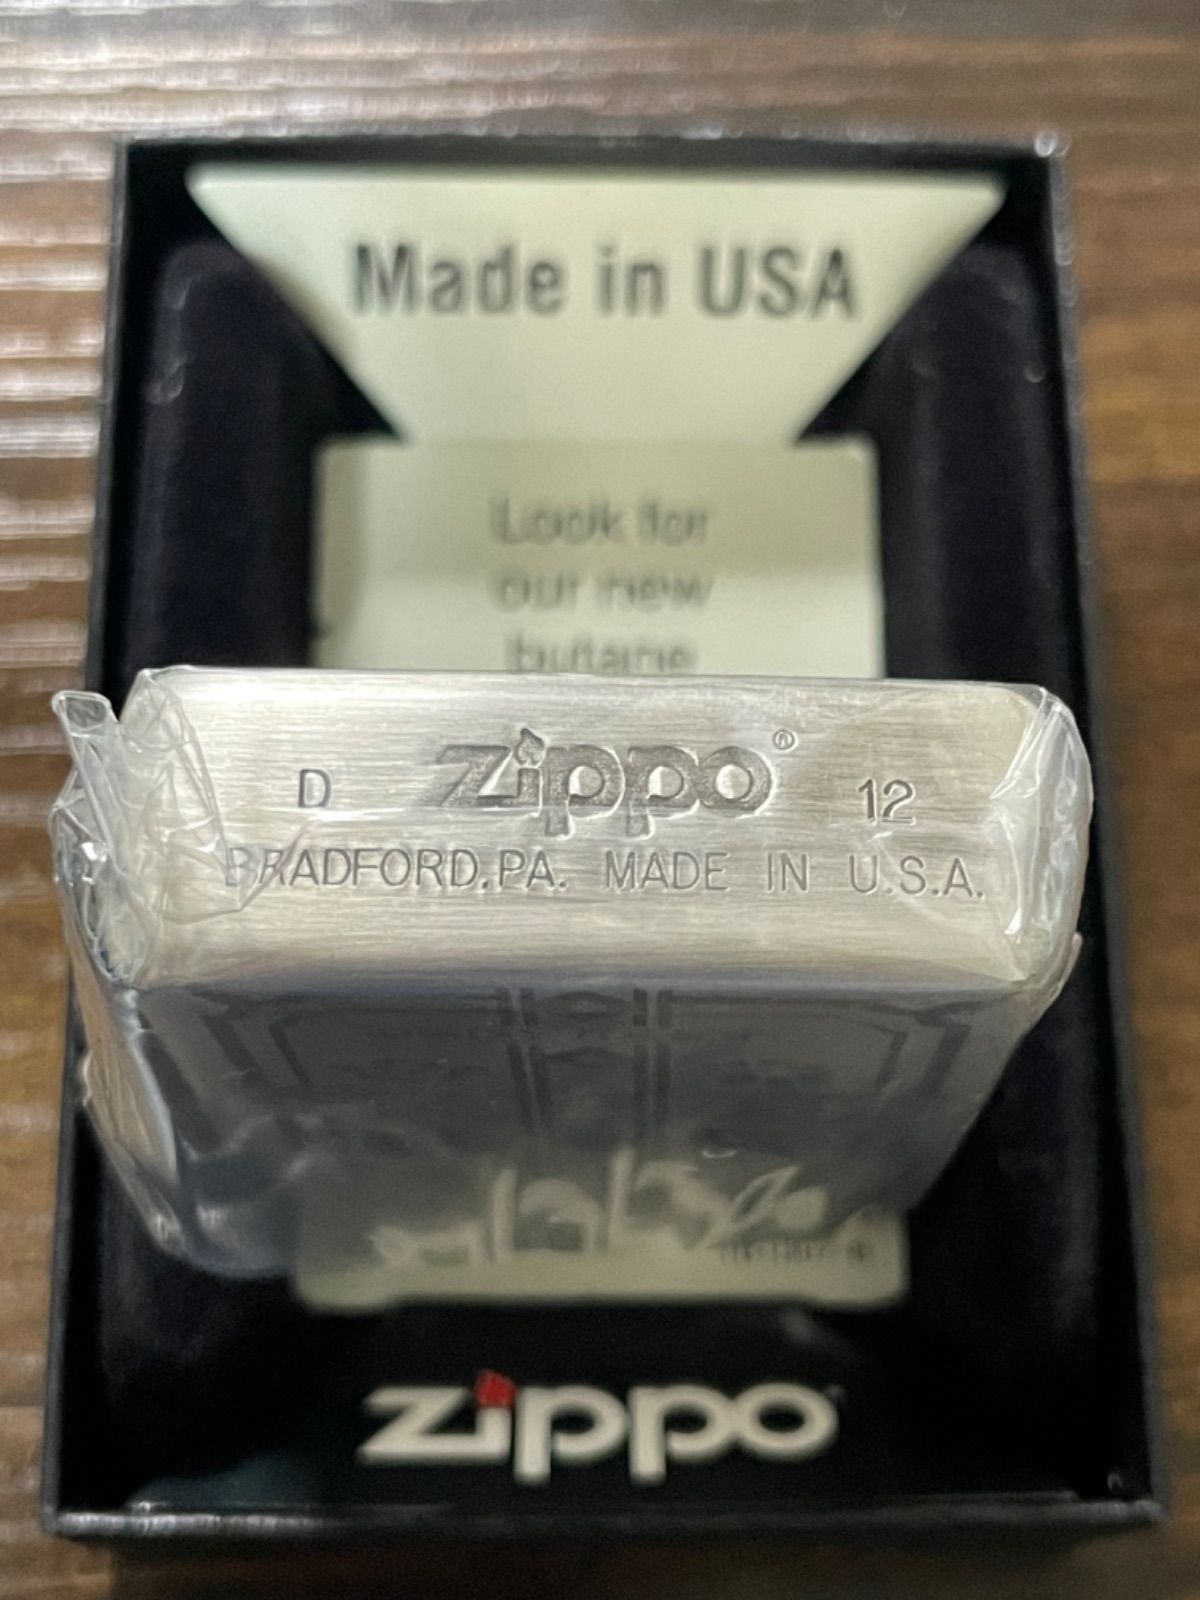 Made in USA
Look for
our new
butane
D zippo® 12
BRADFORD,PA. MADE IN U.S.A.
zippo